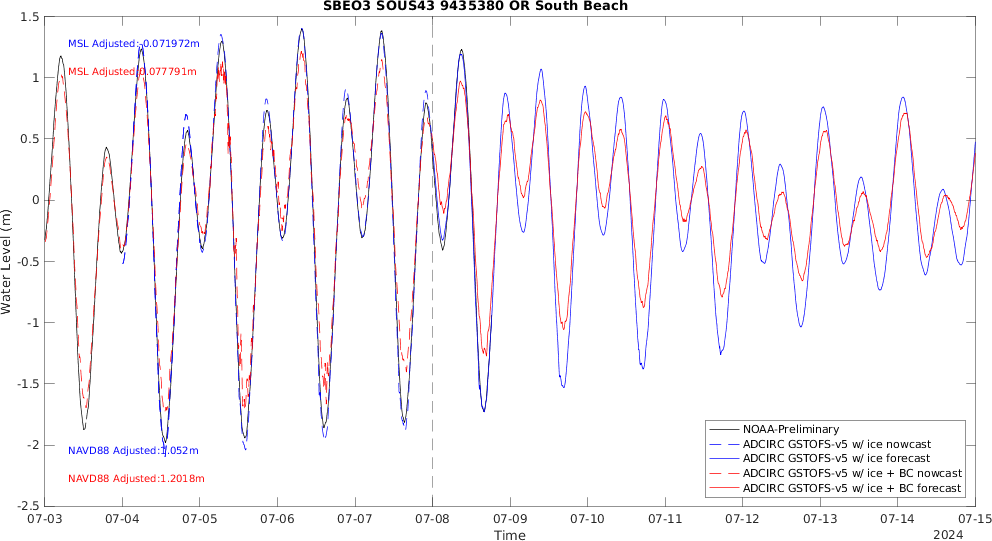 SBEO3 SOUS43 9435380 OR South Beach
MSL Adjusted:-0.071972m
MSL Adjusted:0.077791m
NAVD88 Adjusted:1.052m
NAVD88 Adjusted:1.2018m
Water Level (m)
1.5
1
0.5
0
-0.5
-1
-1.5
-2
-2.5
07-03 07-04 07-05 07-06 07-07 07-08 07-09 07-10 07-11 07-12 07-13 07-14 07-15
Time
2024
NOAA-Preliminary
ADCIRC GSTOFS-v5 w/ ice nowcast
ADCIRC GSTOFS-v5 w/ ice forecast
ADCIRC GSTOFS-v5 w/ ice + BC nowcast
ADCIRC GSTOFS-v5 w/ ice + BC forecast